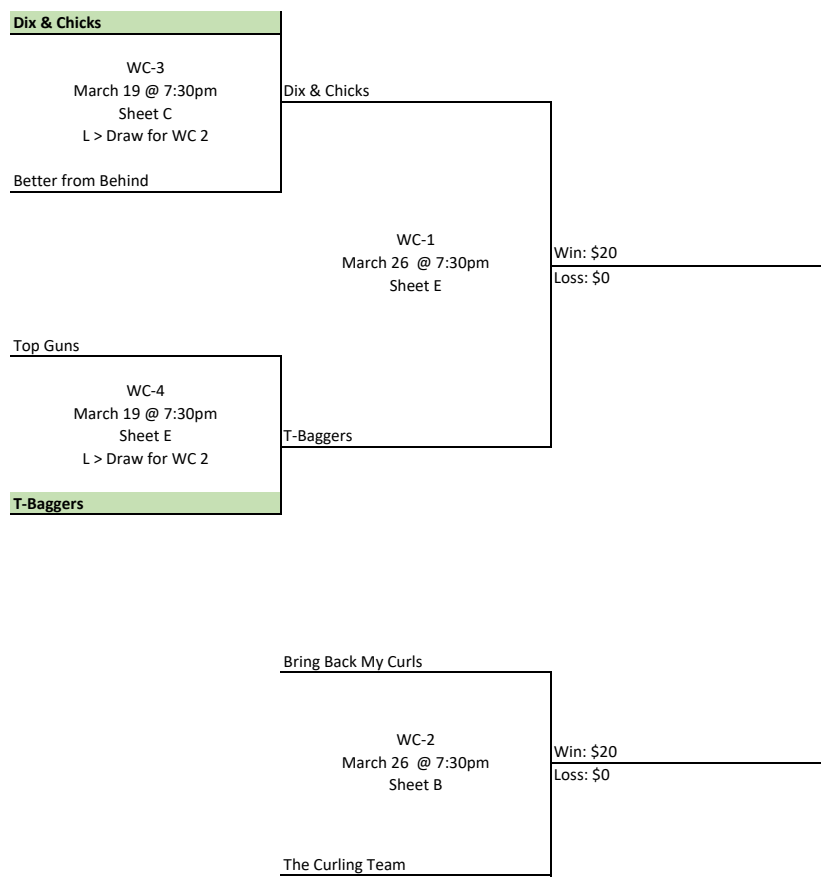 Dix & Chicks
WC-3
March 19 @ 7:30pm
Sheet C
L > Draw for WC 2
Dix & Chicks
Better from Behind
WC-1
March 26 @ 7:30pm
Sheet E
Win: $20
Loss: $0
Top Guns
WC-4
March 19 @ 7:30pm
Sheet E
L > Draw for WC 2
T-Baggers
T-Baggers
Bring Back My Curls
WC-2
March 26 @ 7:30pm
Sheet B
Win: $20
Loss: $0
The Curling Team